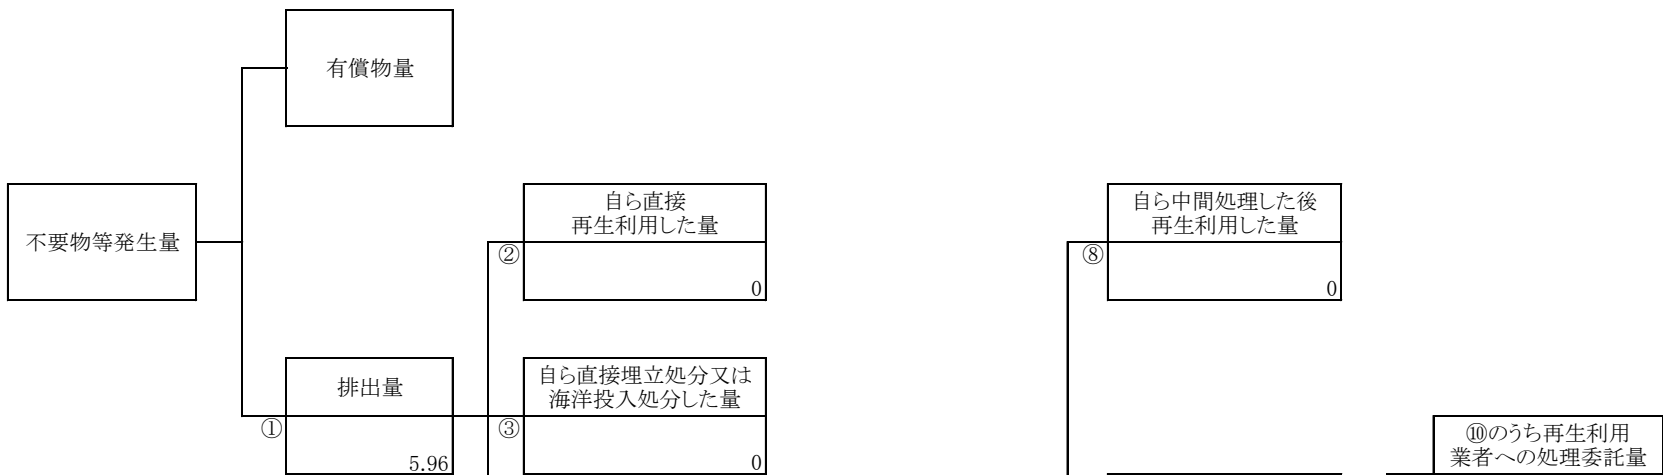 有償物量
不要物等発生量
自ら直接
再生利用した量
②
0
自ら中間処理した後
再生利用した量
⑧
0
排出量
①
5.96
自ら直接埋立処分又は
海洋投入処分した量
③
0
⑩のうち再生利用
業者への処理委託量